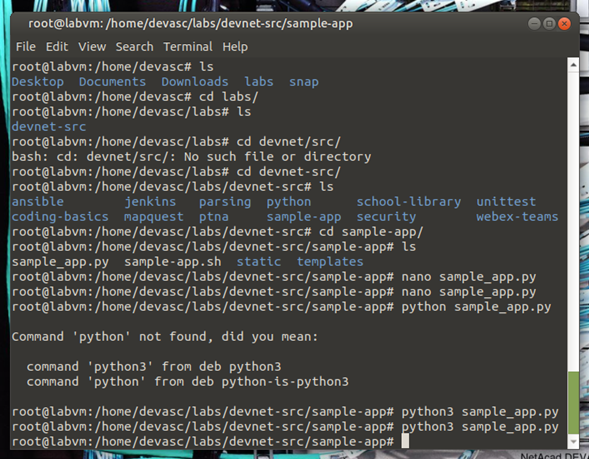 root@labvm: /home/devasc/labs/devnet-src/sample-app
File Edit View Search Terminal Help
root@labvm:/home/devasc# ls
Desktop Documents Downloads labs snap
root@labvm:/home/devasc# cd labs/
root@labvm:/home/devasc/labs# ls
devnet-src
root@labvm:/home/devasc/labs# cd devnet/src/
bash: cd: devnet/src/: No such file or directory
root@labvm:/home/devasc/labs# cd devnet-src/
root@labvm:/home/devasc/labs/devnet-src# ls
ansible jenkins parsing python school-library unittest
coding-basics mapquest ptna sample-app security webex-teams
root@labvm:/home/devasc/labs/devnet-src# cd sample-app/
root@labvm:/home/devasc/labs/devnet-src/sample-app# ls
sample_app.py sample-app.sh static templates
root@labvm:/home/devasc/labs/devnet-src/sample-app# nano sample_app.py
root@labvm:/home/devasc/labs/devnet-src/sample-app# nano sample_app.py
root@labvm:/home/devasc/labs/devnet-src/sample-app# python sample_app.py
Command 'python' not found, did you mean:
command 'python3' from deb python3
command 'python' from deb python-is-python3
root@labvm:/home/devasc/labs/devnet-src/sample-app# python3 sample_app.py
root@labvm:/home/devasc/labs/devnet-src/sample-app# python3 sample_app.py
root@labvm:/home/devasc/labs/devnet-src/sample-app#